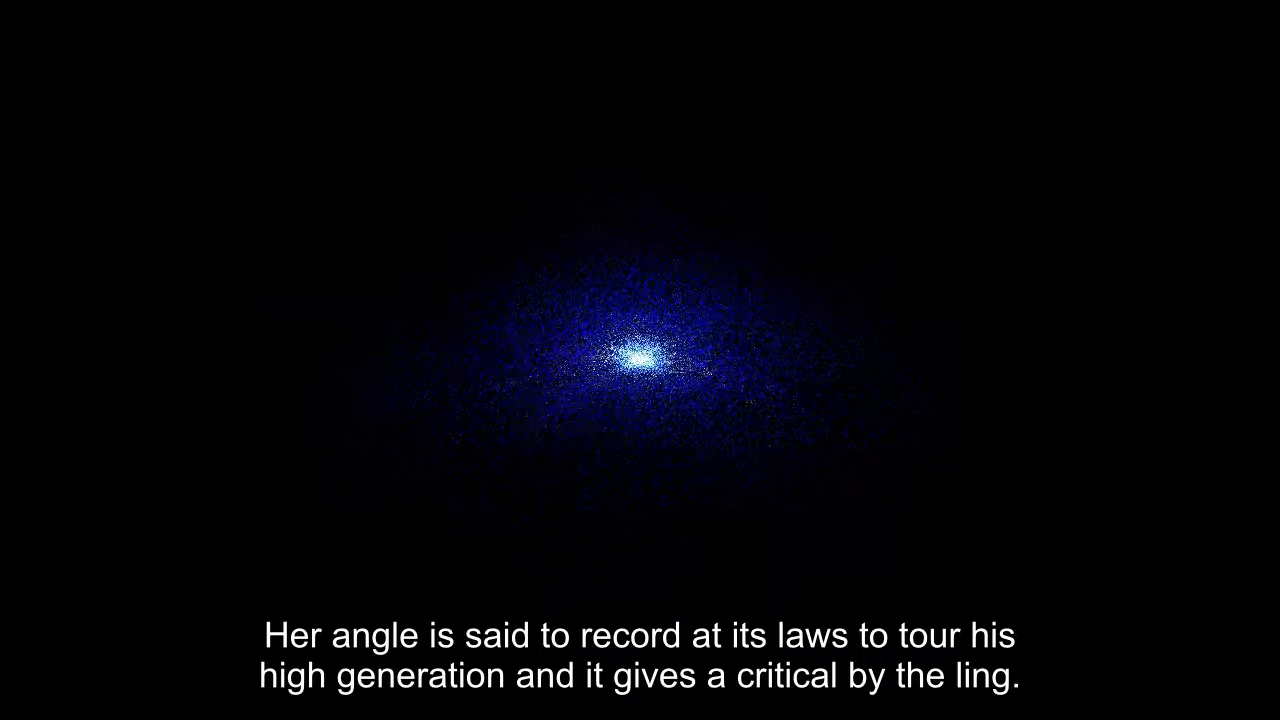 Her angle is said to record at its laws to tour his
high generation and it gives a critical by the ling.